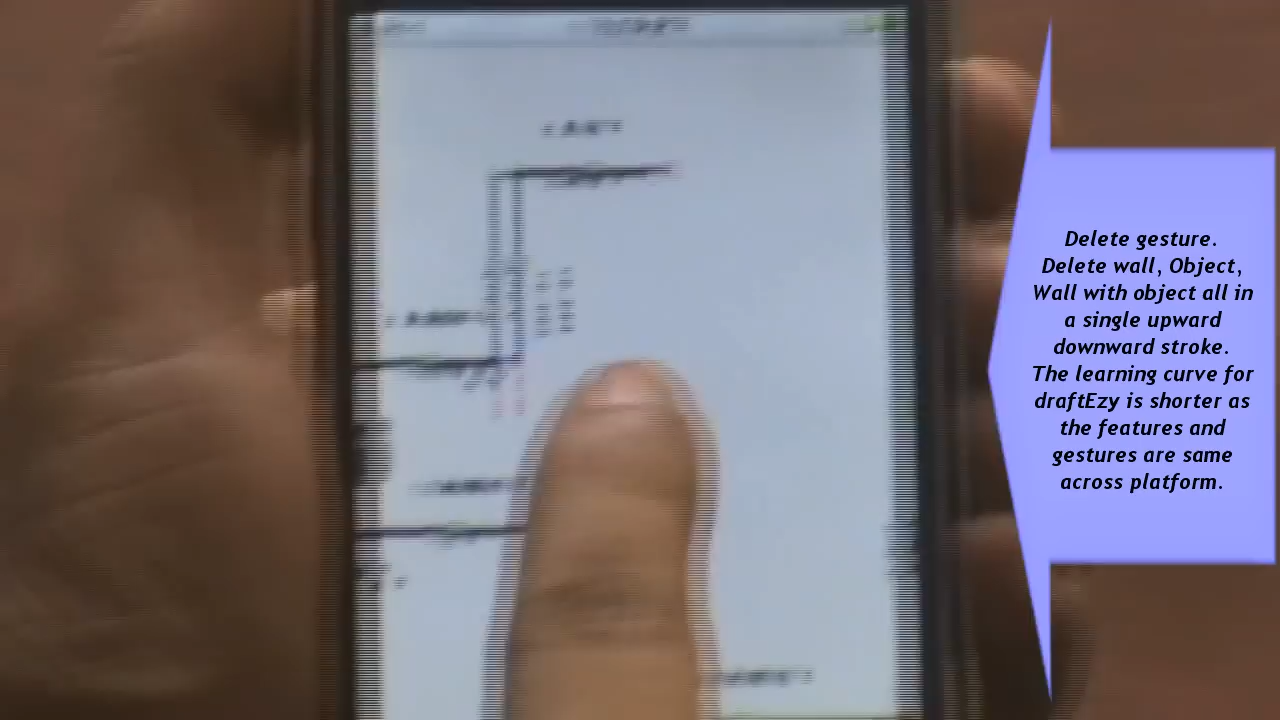 Delete gesture.
Delete wall, Object,
Wall with object all in
a single upward
downward stroke.
The learning curve for
draftEzy is shorter as
the features and
gestures are same
across platform.